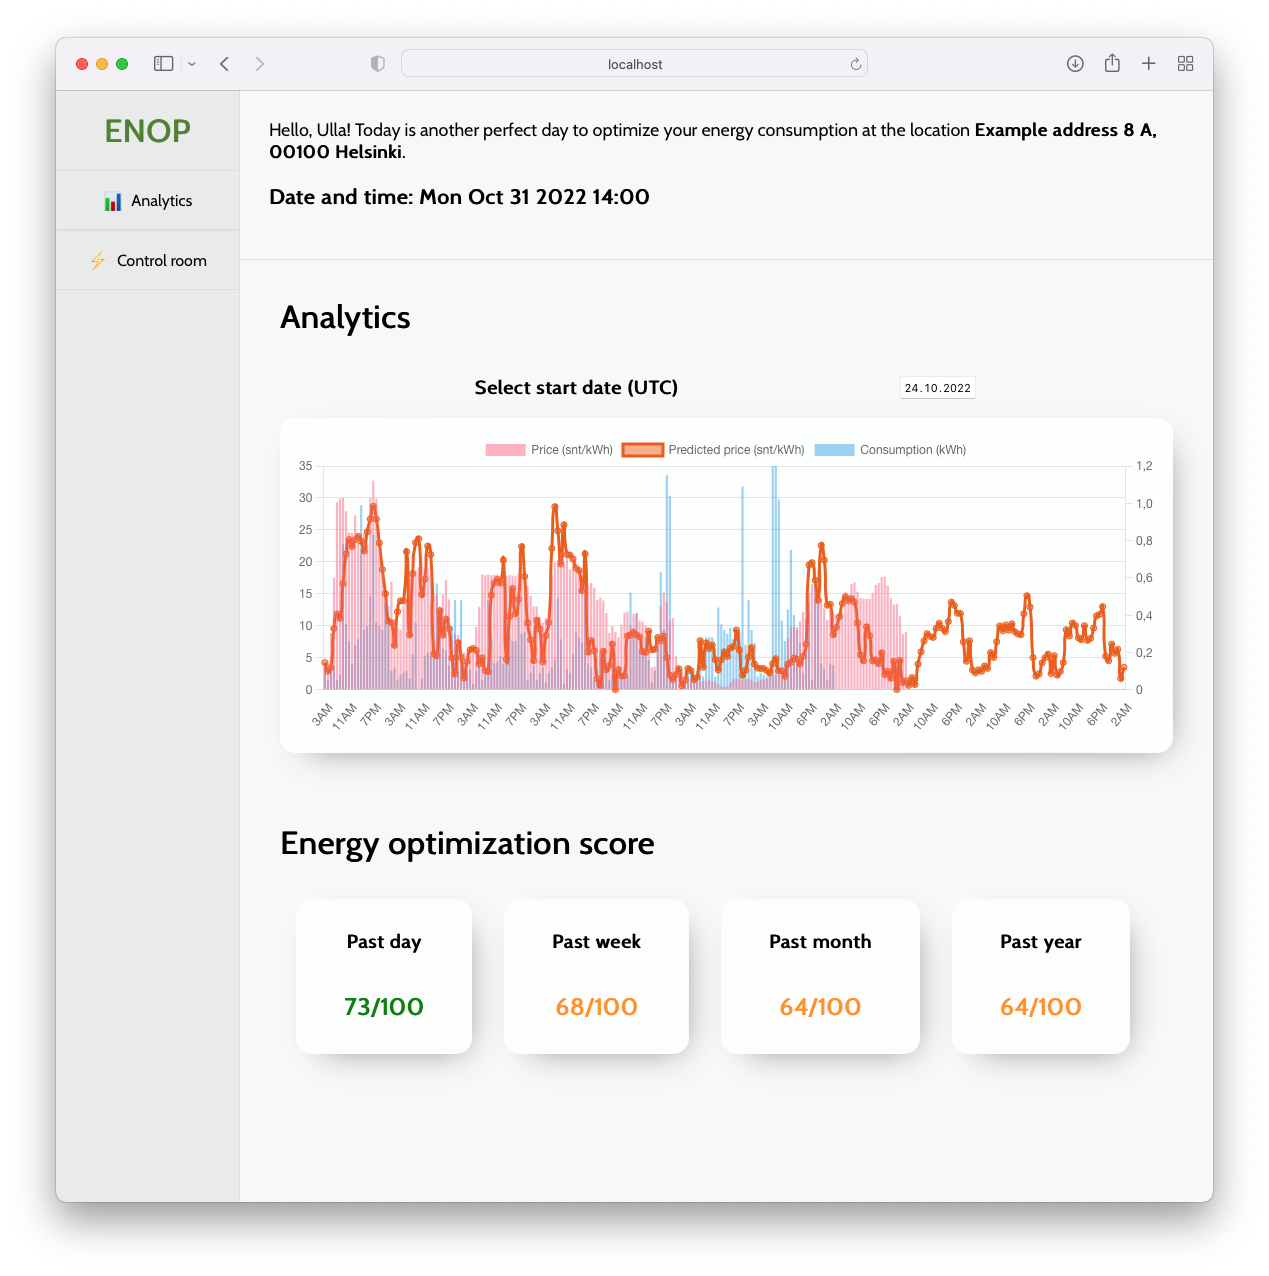 localhost
ENOP
Analytics
Control room
Hello, Ulla! Today is another perfect day to optimize your energy consumption at the location Example address 8 A,
00100 Helsinki.
Date and time: Mon Oct 31 2022 14:00
Analytics
Select start date (UTC)
24.10.2022
Price (snt/kWh) Predicted price (snt/kWh) Consumption (kWh)
35 1,2
30 1,0
25 0,8
20 0,6
15 0,4
10 0,2
5 0
0
3AM 11AM 7PM 3AM 11AM 7PM 3AM 11AM 7PM 3AM 11AM 7PM 3AM 11AM 7PM 3AM 11AM 7PM 3AM 10AM 6PM 2AM 10AM 6PM 2AM 10AM 6PM 2AM 10AM 6PM 2AM 10AM 6PM 2AM
Energy optimization score
Past day Past week Past month Past year
73/100 68/100 64/100 64/100